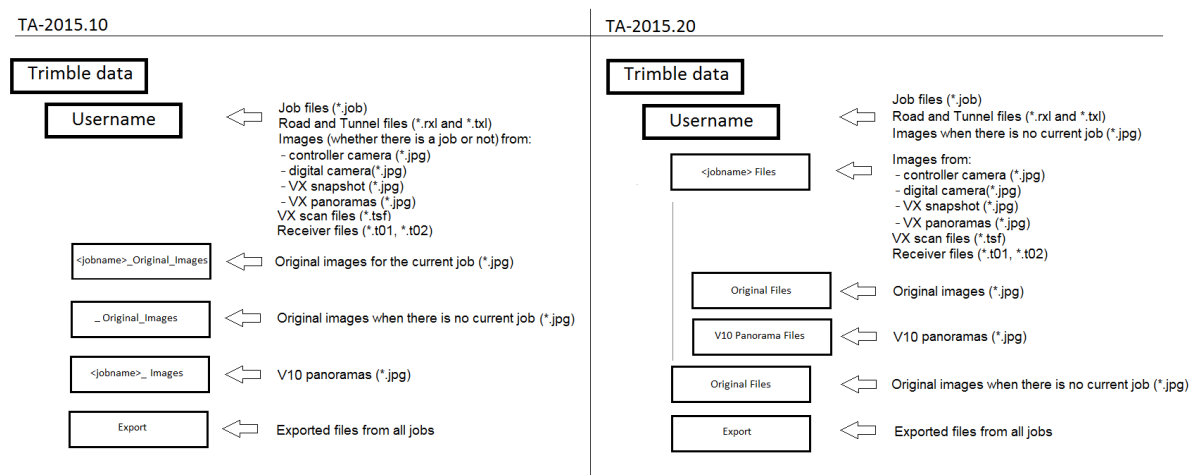 TA-2015.10
Trimble data
Username
Job files (*.job)
Road and Tunnel files (*.rxl and *.txl)
Images (whether there is a job or not) from:
- controller camera (*.jpg)
- digital camera(*.jpg)
- VX snapshot (*.jpg)
- VX panoramas (*.jpg)
VX scan files (*.tsf)
Receiver files (*.t01, *.t02)
<jobname>_Original_Images
Original images for the current job (*.jpg)
_ Original_Images
Original images when there is no current job (*.jpg)
<jobname>_ Images
V10 panoramas (*.jpg)
Export
Exported files from all jobs
TA-2015.20
Trimble data
Username
Job files (*.job)
Road and Tunnel files (*.rxl and *.txl)
Images when there is no current job (*.jpg)
<jobname> Files
Images from:
- controller camera (*.jpg)
- digital camera(*.jpg)
- VX snapshot (*.jpg)
- VX panoramas (*.jpg)
VX scan files (*.tsf)
Receiver files (*.t01, *.t02)
Original Files
Original images (*.jpg)
V10 Panorama Files
V10 panoramas (*.jpg)
Original Files
Original images when there is no current job (*.jpg)
Export
Exported files from all jobs